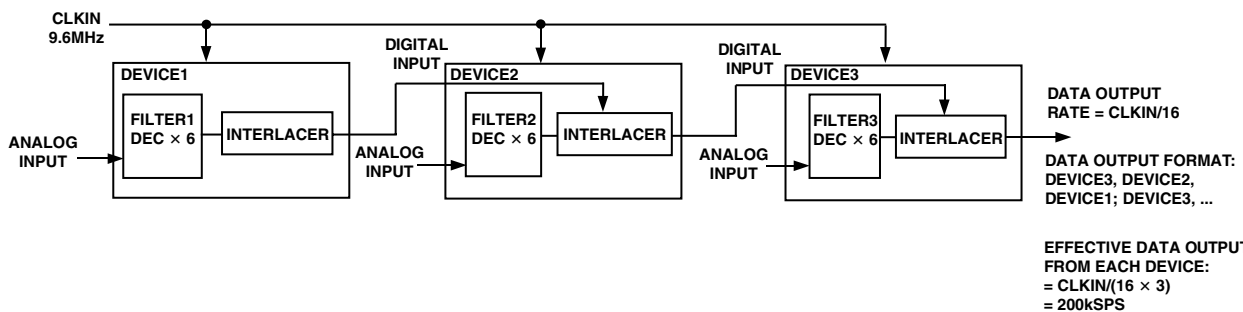 CLKIN
9.6MHz
DIGITAL
INPUT
DIGITAL
INPUT
DEVICE1
DEVICE2
DEVICE3
FILTER1
DEC × 6
INTERLACER
FILTER2
DEC × 6
INTERLACER
FILTER3
DEC × 6
INTERLACER
ANALOG
INPUT
ANALOG
INPUT
ANALOG
INPUT
DATA OUTPUT
RATE = CLKIN/16
DATA OUTPUT FORMAT:
DEVICE3, DEVICE2,
DEVICE1; DEVICE3, ...
EFFECTIVE DATA OUTPUT
FROM EACH DEVICE:
= CLKIN/(16 × 3)
= 200kSPS